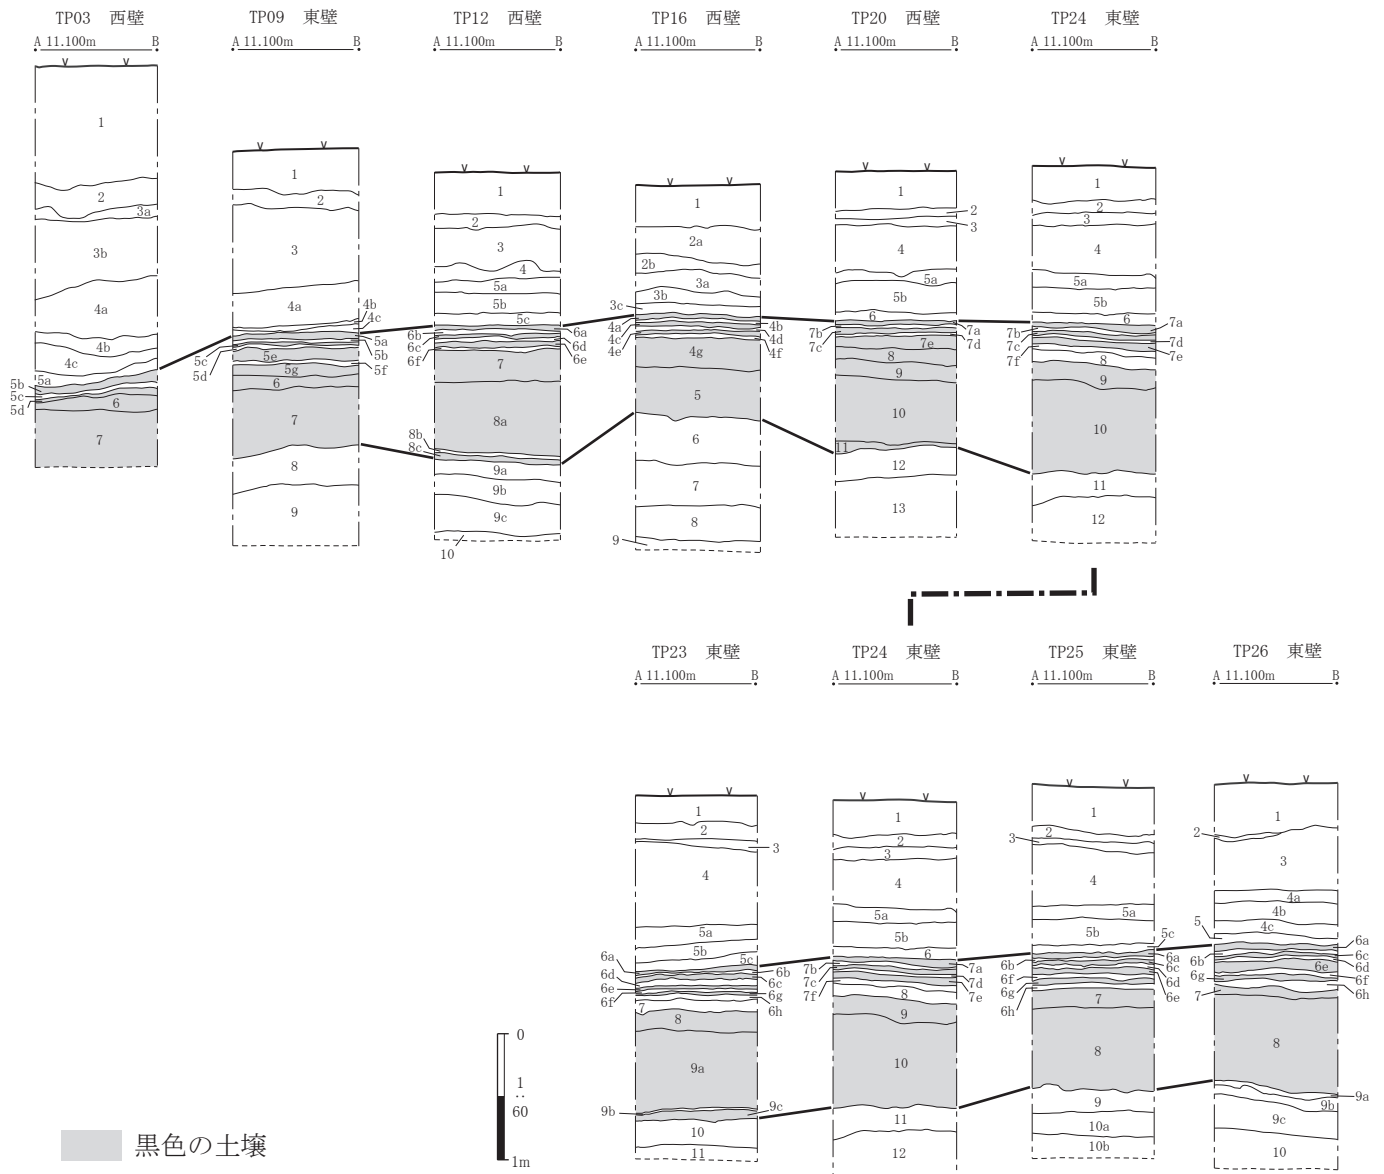 TP03 西壁
A 11.100m B
1
2
3a
3b
4a
4b
4c
5a
5b
5c
5d
6
7
TP09 東壁
A 11.100m B
1
2
3
4a
4b
4c
5a
5b
5c
5d
5e
5f
5g
6
7
8
9
TP12 西壁
A 11.100m B
1
2
3
4
5a
5b
5c
6a
6b
6c
6d
6e
6f
7
8a
8b
8c
9a
9b
9c
10
TP16 西壁
A 11.100m B
1
2a
2b
3a
3b
3c
4a
4b
4c
4d
4e
4f
4g
5
6
7
8
9
TP20 西壁
A 11.100m B
1
2
3
4
5a
5b
6
7a
7b
7c
7d
7e
8
9
10
11
12
13
TP24 東壁
A 11.100m B
1
2
3
4
5a
5b
6
7a
7b
7c
7d
7e
7f
8
9
10
11
12
TP23 東壁
A 11.100m B
1
2
3
4
5a
5b
5c
6a
6b
6c
6d
6e
6f
6g
6h
7
8
9a
9b
9c
10
11
TP24 東壁
A 11.100m B
1
2
3
4
5a
5b
6
7a
7b
7c
7d
7e
7f
8
9
10
11
12
TP25 東壁
A 11.100m B
1
2
3
4
5a
5b
5c
6a
6b
6c
6d
6e
6f
6g
6h
7
8
9
10a
10b
TP26 東壁
A 11.100m B
1
2
3
4a
4b
4c
5
6a
6b
6c
6d
6e
6f
6g
6h
7
8
9a
9b
9c
10
0
1
:
60
1m
黒色の土壌